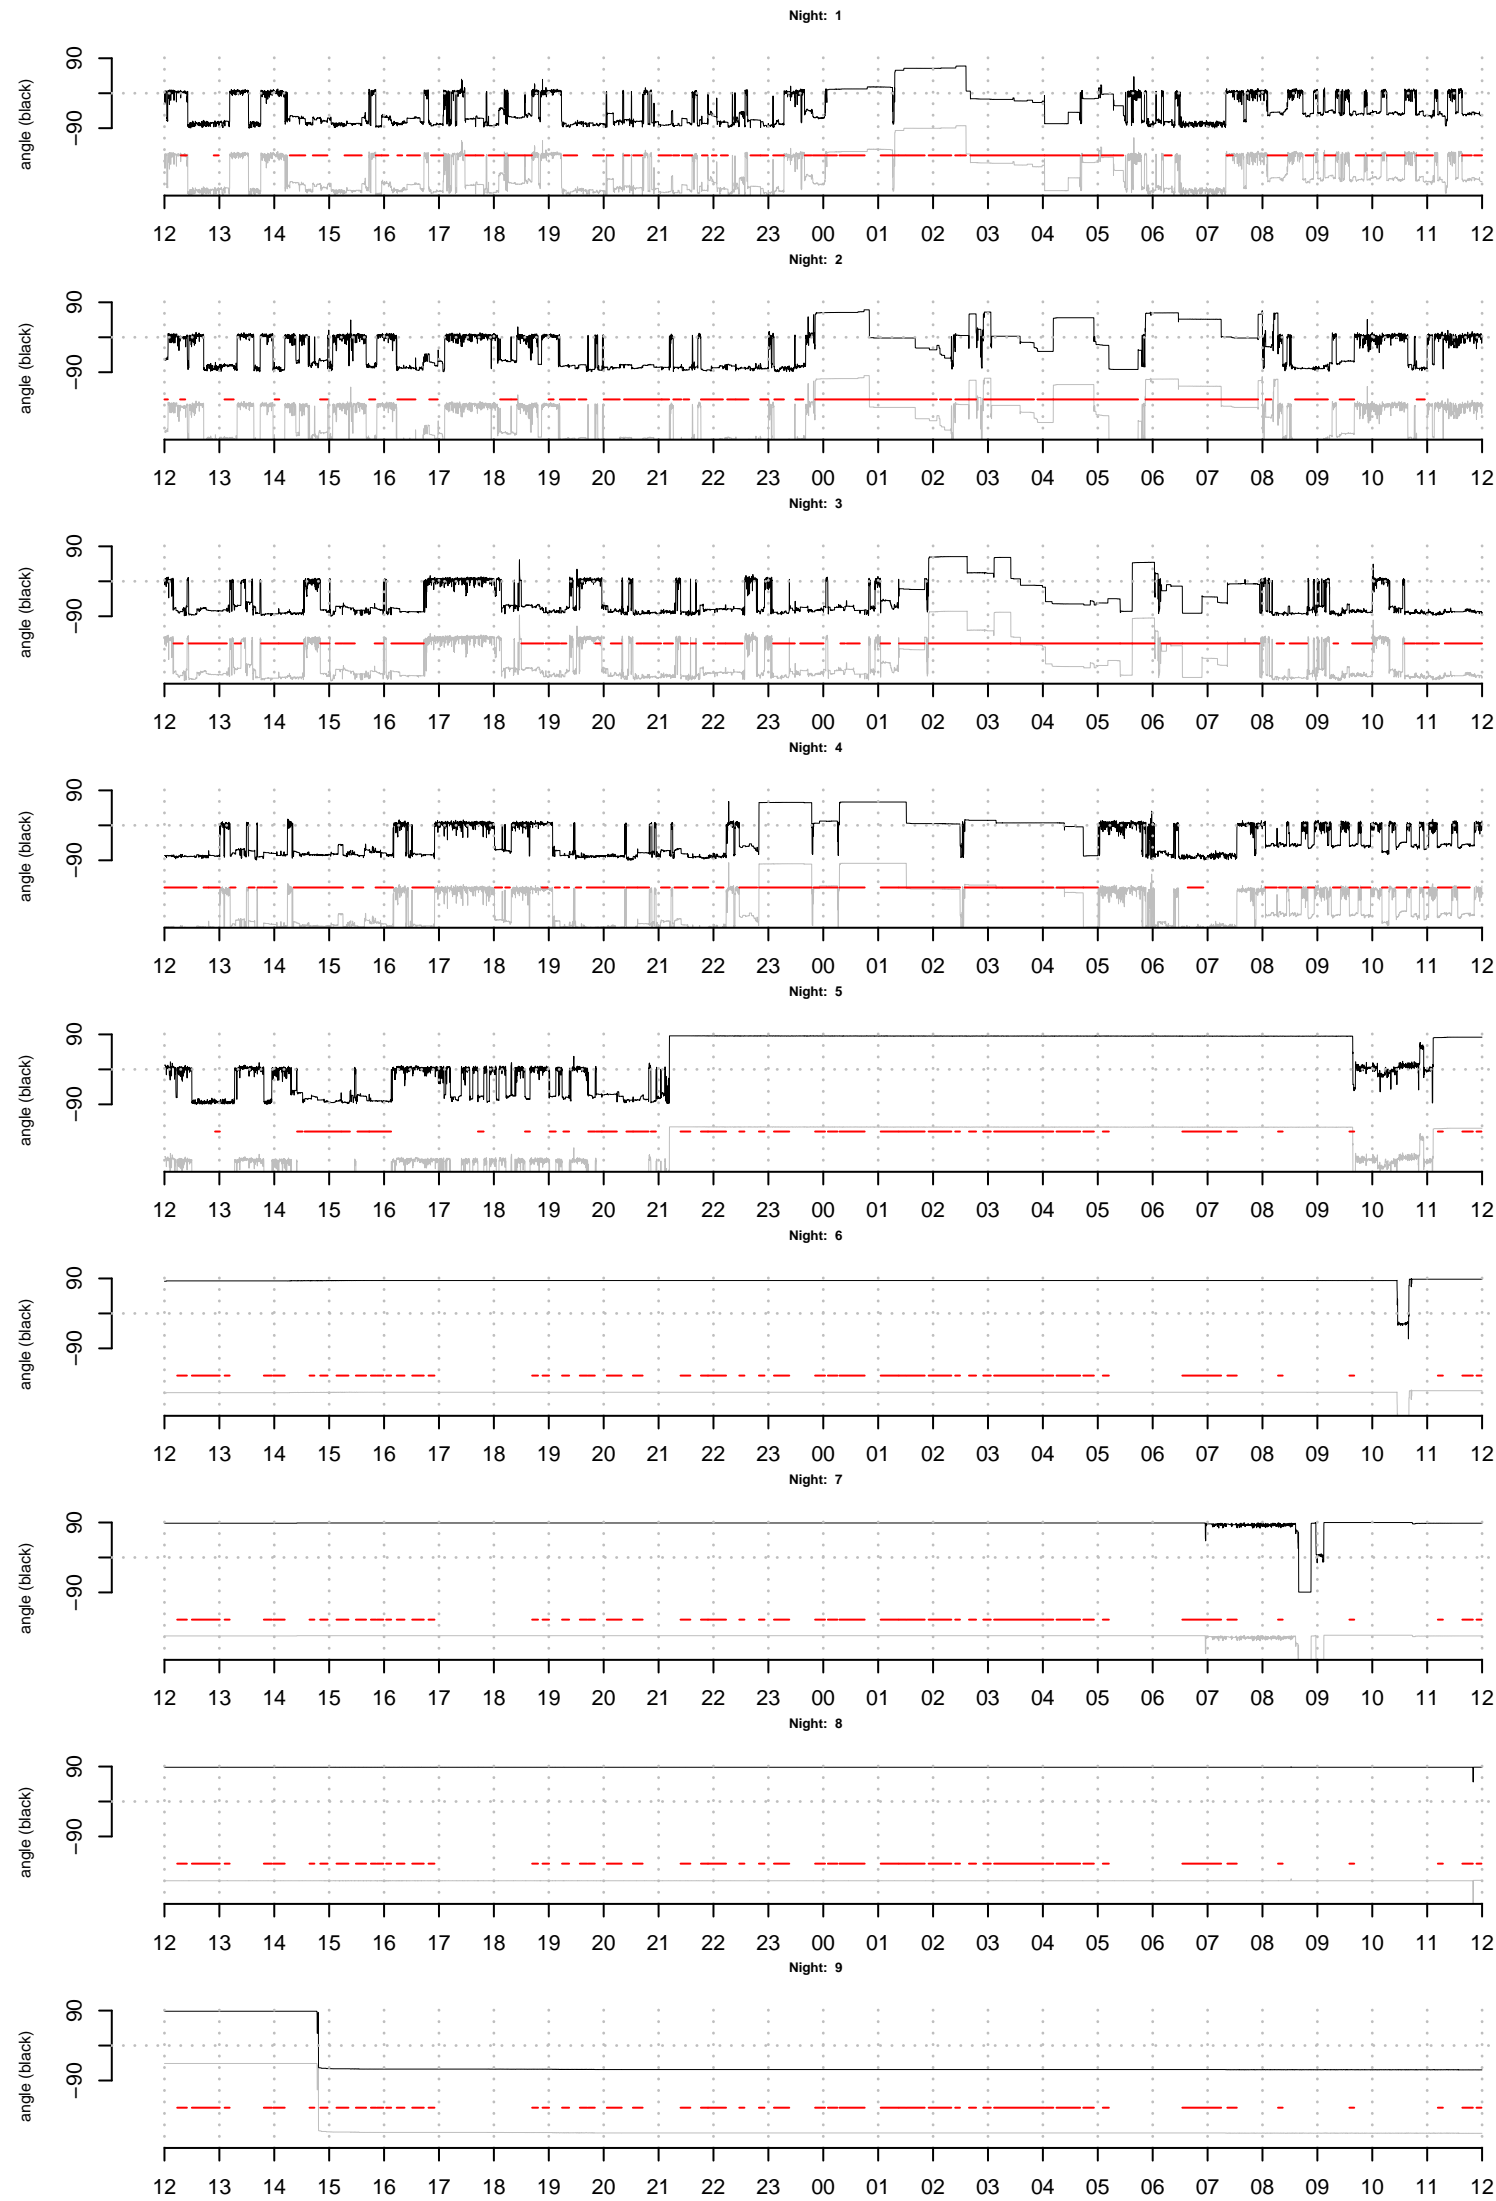 Night: 1
90
-90
angle (black)
12 13 14 15 16 17 18 19 20 21 22 23 00 01 02 03 04 05 06 07 08 09 10 11 12
Night: 2
90
-90
angle (black)
12 13 14 15 16 17 18 19 20 21 22 23 00 01 02 03 04 05 06 07 08 09 10 11 12
Night: 3
90
-90
angle (black)
12 13 14 15 16 17 18 19 20 21 22 23 00 01 02 03 04 05 06 07 08 09 10 11 12
Night: 4
90
-90
angle (black)
12 13 14 15 16 17 18 19 20 21 22 23 00 01 02 03 04 05 06 07 08 09 10 11 12
Night: 5
90
-90
angle (black)
12 13 14 15 16 17 18 19 20 21 22 23 00 01 02 03 04 05 06 07 08 09 10 11 12
Night: 6
90
-90
angle (black)
12 13 14 15 16 17 18 19 20 21 22 23 00 01 02 03 04 05 06 07 08 09 10 11 12
Night: 7
90
-90
angle (black)
12 13 14 15 16 17 18 19 20 21 22 23 00 01 02 03 04 05 06 07 08 09 10 11 12
Night: 8
90
-90
angle (black)
12 13 14 15 16 17 18 19 20 21 22 23 00 01 02 03 04 05 06 07 08 09 10 11 12
Night: 9
90
-90
angle (black)
12 13 14 15 16 17 18 19 20 21 22 23 00 01 02 03 04 05 06 07 08 09 10 11 12